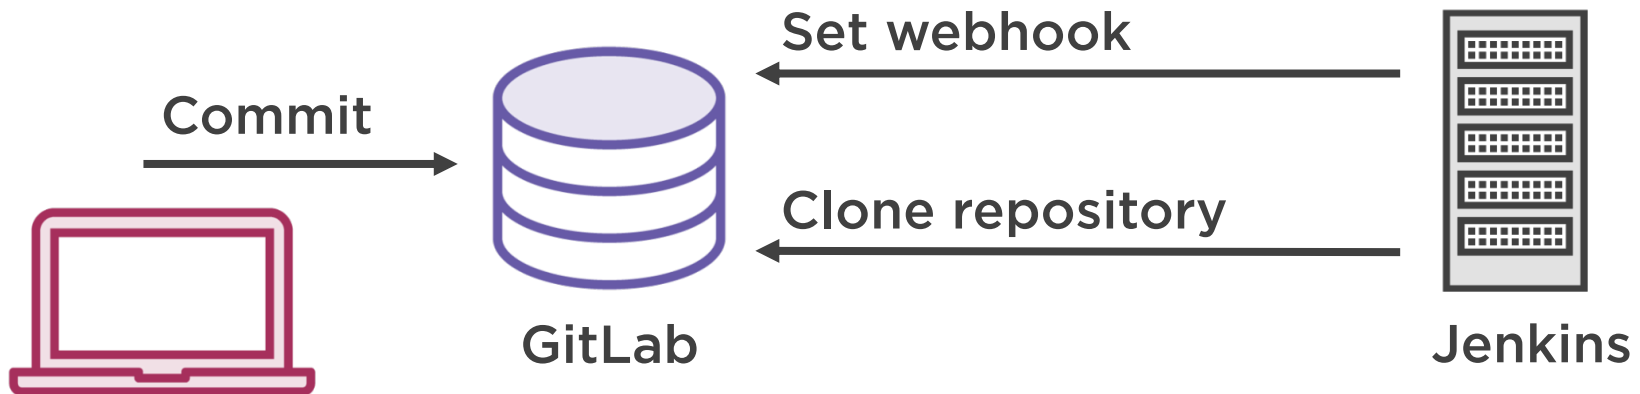 Set webhook
Commit
Clone repository
GitLab
Jenkins